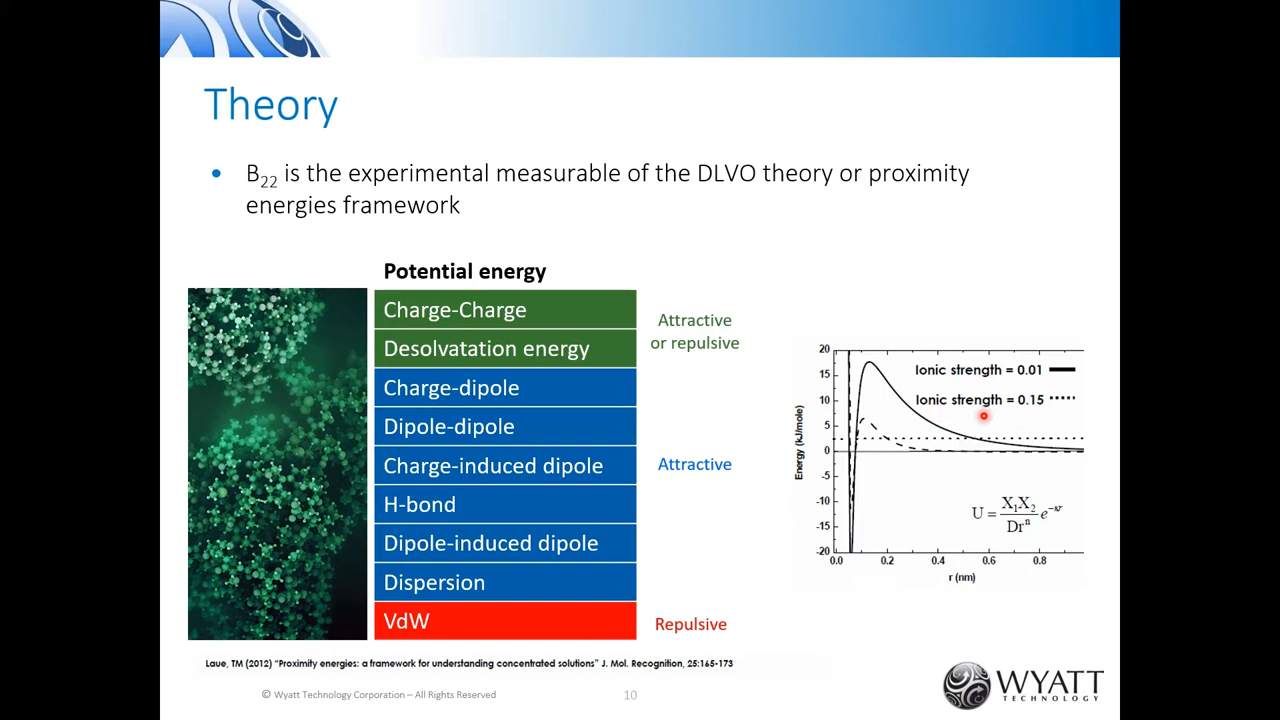 Theory
• B22 is the experimental measurable of the DLVO theory or proximity
energies framework
Potential energy
Charge-Charge
Desolvatation energy
Charge-dipole
Dipole-dipole
Charge-induced dipole
H-bond
Dipole-induced dipole
Dispersion
VdW
Attractive
or repulsive
Attractive
Repulsive
Ionic strength = 0.01
Ionic strength = 0.15
Energy (kJ/mole)
20
15
10
5
0
-5
-10
-15
-20
U = X1X2/Dr^n e^-κr
0.0 0.2 0.4 0.6 0.8
r (nm)
Laue, TM (2012) “Proximity energies: a framework for understanding concentrated solutions” J. Mol. Recognition, 25:165-173
© Wyatt Technology Corporation – All Rights Reserved
10
WYATT
TECHNOLOGY